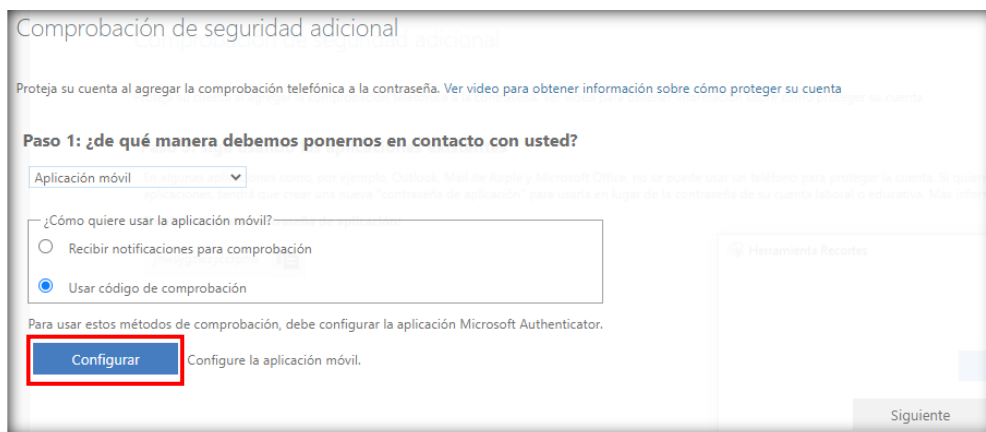 Comprobación de seguridad adicional
Proteja su cuenta al agregar la comprobación telefónica a la contraseña. Ver video para obtener información sobre cómo proteger su cuenta
Paso 1: ¿de qué manera debemos ponernos en contacto con usted?
Aplicación móvil
¿Cómo quiere usar la aplicación móvil?
Recibir notificaciones para comprobación
Herramienta Recortes
Usar código de comprobación
Para usar estos métodos de comprobación, debe configurar la aplicación Microsoft Authenticator.
Configurar Configure la aplicación móvil.
Siguiente